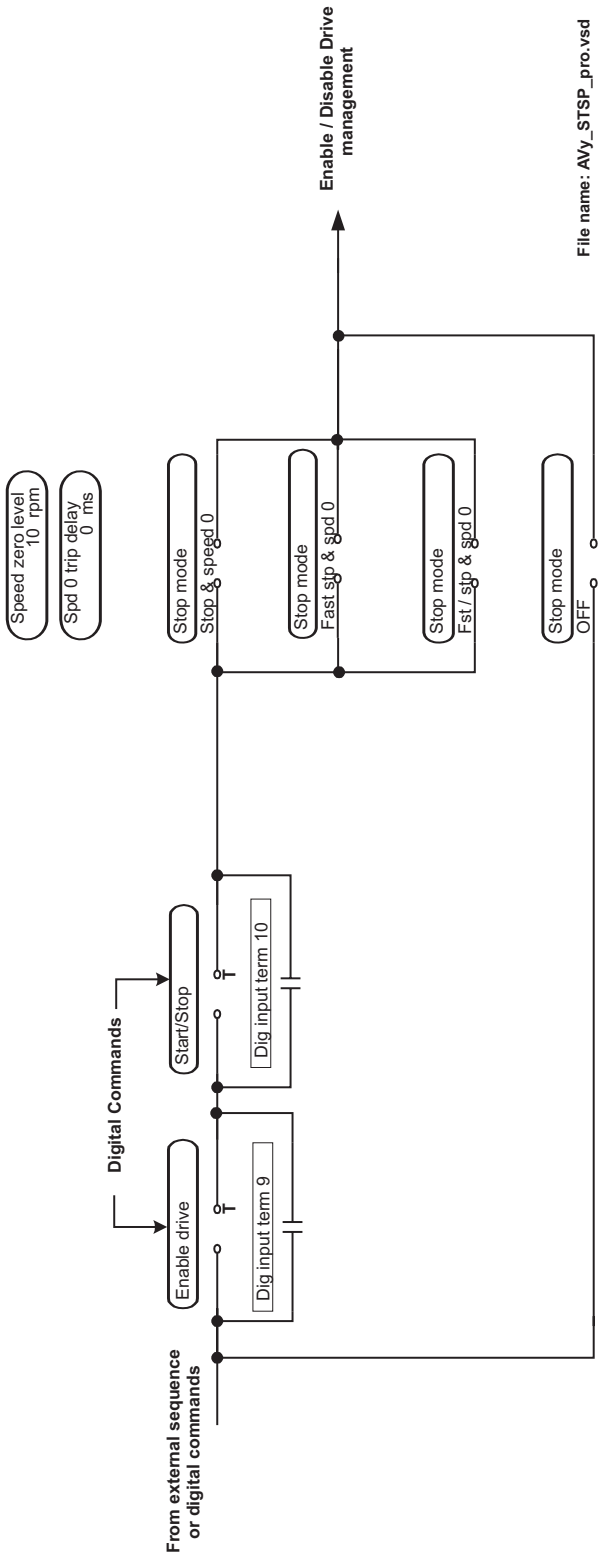 Speed zero level
10 rpm
Spd 0 trip delay
0 ms
Digital Commands
From external sequence
or digital commands
Enable drive
Dig input term 9
Start/Stop
Dig input term 10
Stop mode
Stop & speed 0
Stop mode
Fast stp & spd 0
Stop mode
Fst / stp & spd 0
Stop mode
OFF
Enable / Disable Drive
management
File name: AVy_STSP_pro.vsd